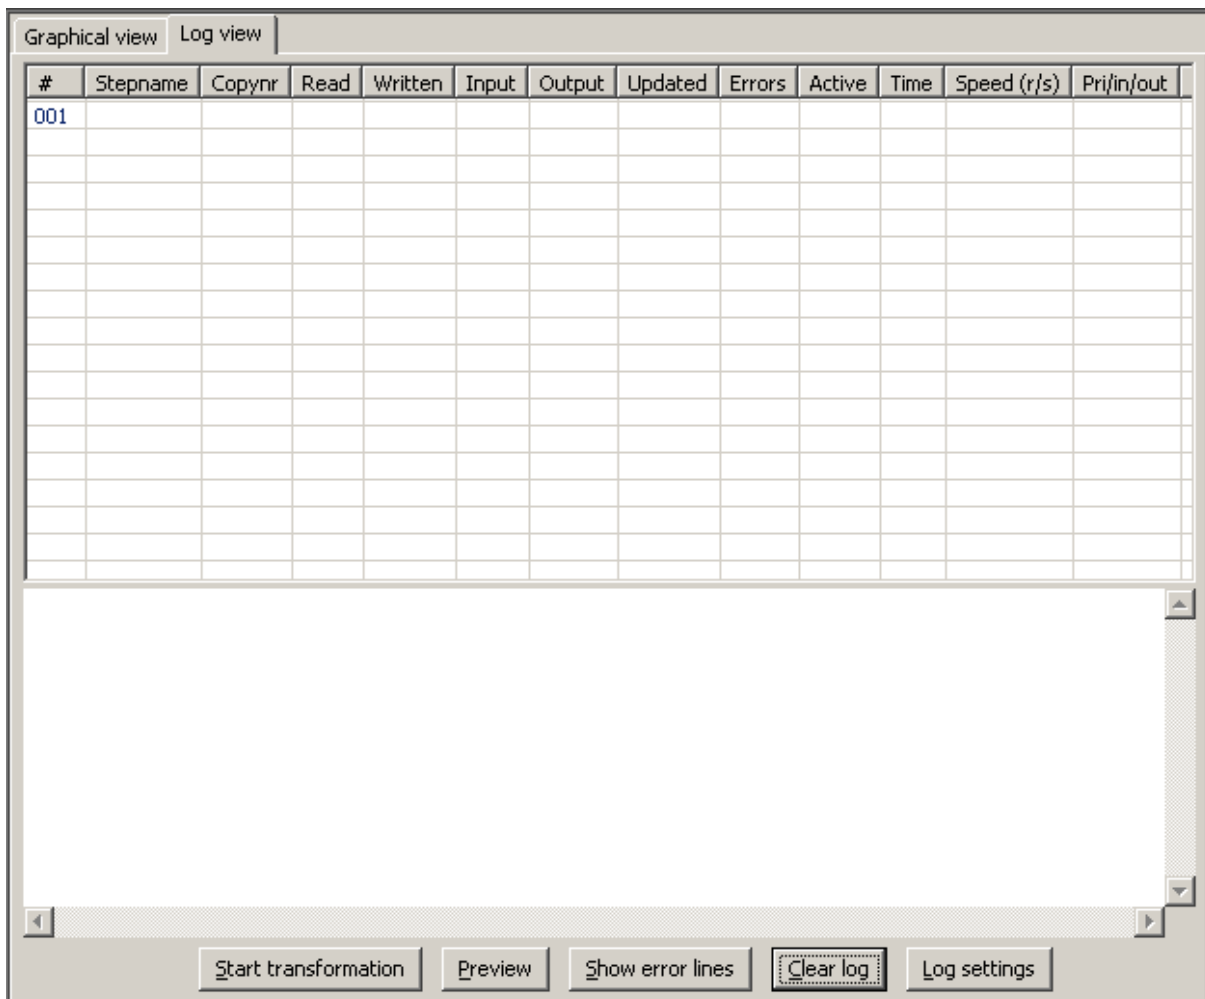 Graphical view Log view
# Stepname Copynr Read Written Input Output Updated Errors Active Time Speed (r/s) Pri/in/out
001
Start transformation Preview Show error lines Clear log Log settings